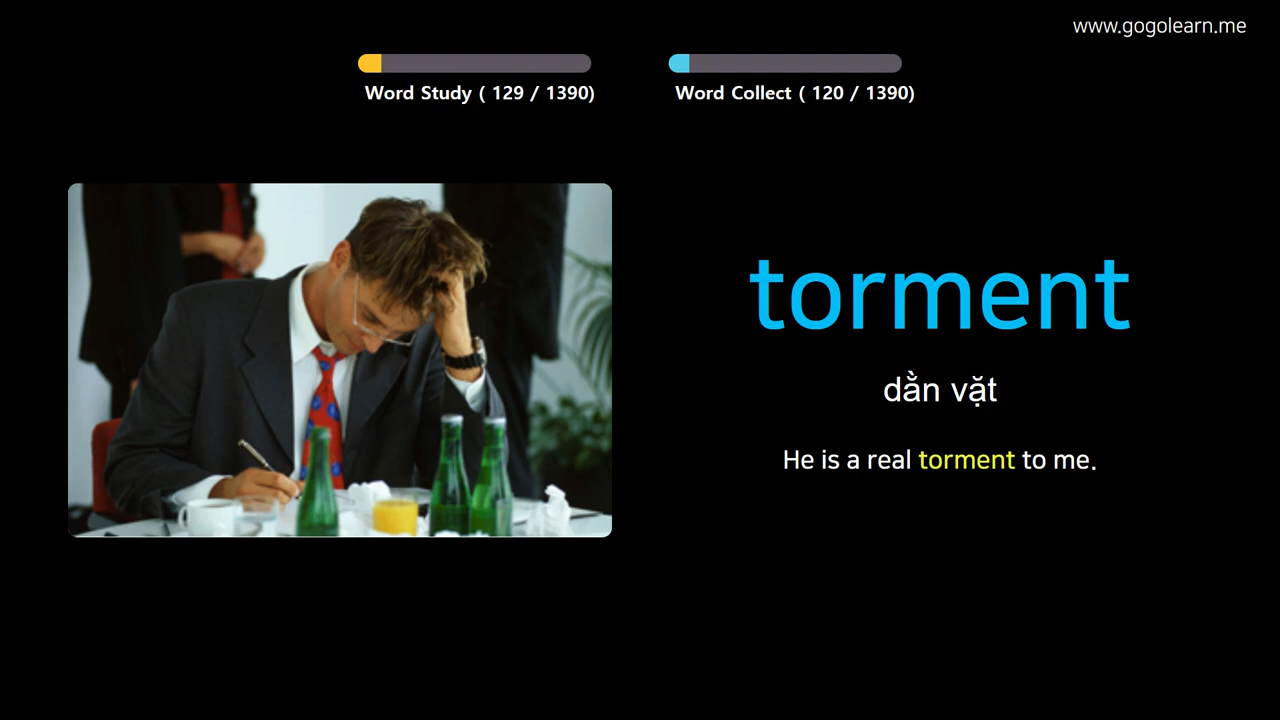 www.gogolearn.me
Word Study ( 129 / 1390)
Word Collect ( 120 / 1390)
torment
dằn vặt
He is a real torment to me.